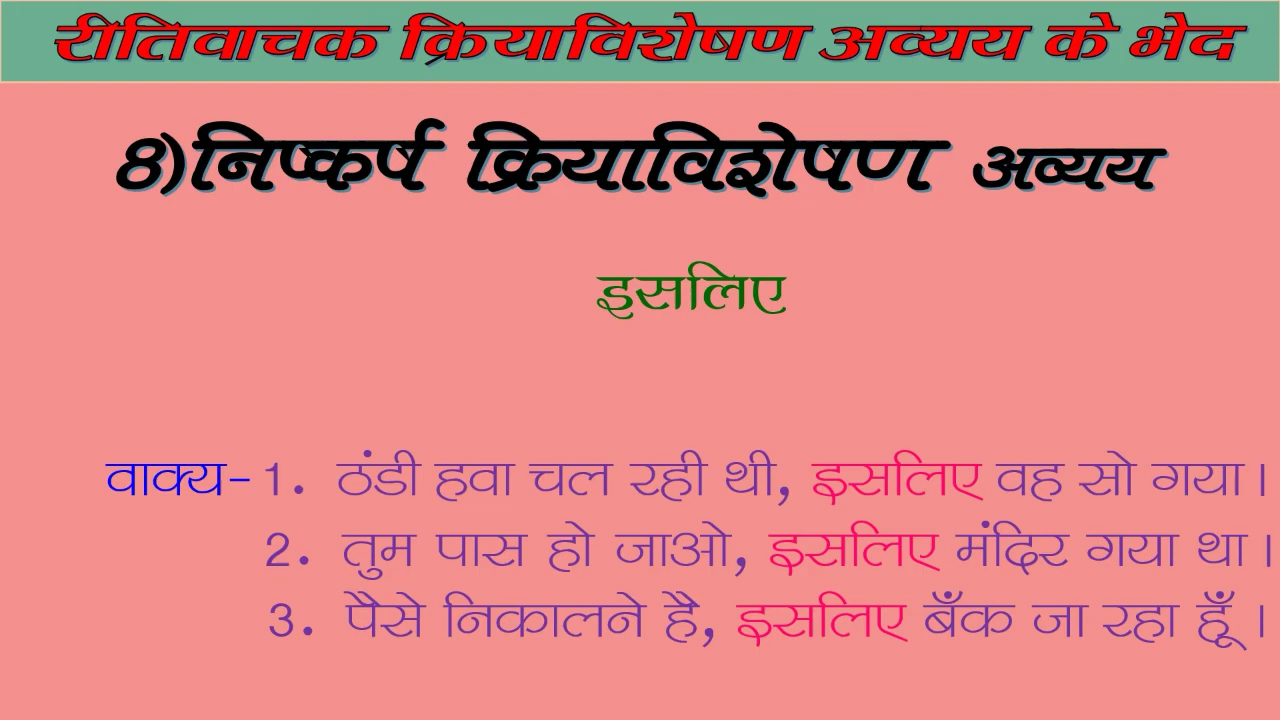 रीतिवाचक क्रियाविशेषण अव्यय के भेद
8)निष्कर्ष क्रियाविशेषण अव्यय
इसलिए
वाक्य- 1. ठंडी हवा चल रही थी, इसलिए वह सो गया।
2. तुम पास हो जाओ, इसलिए मंदिर गया था।
3. पैसे निकालने है, इसलिए बँक जा रहा हूँ ।